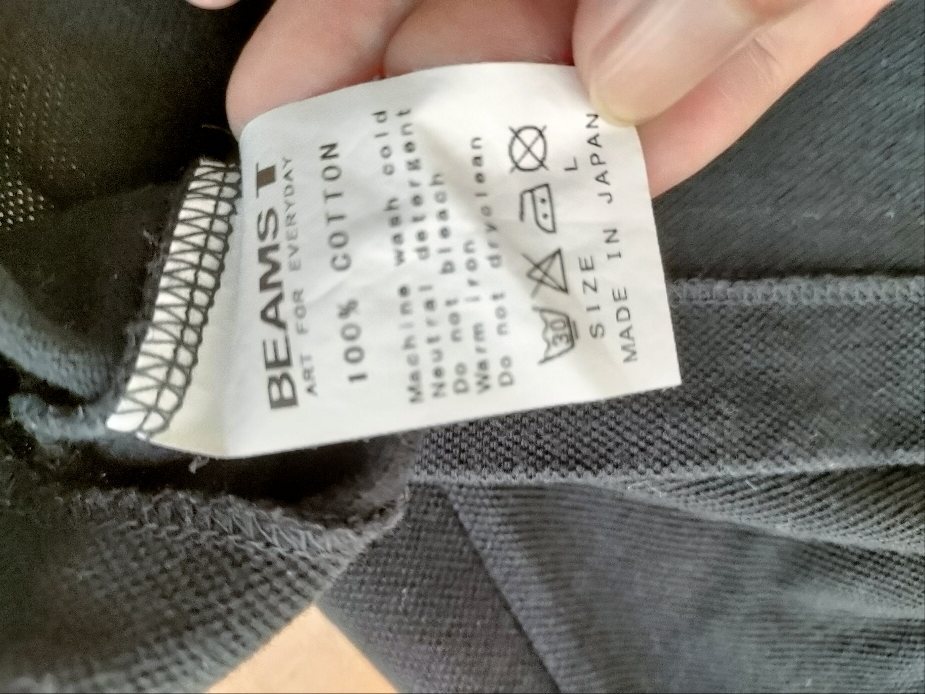 BEAMS T
ART FOR EVERYDAY
100% COTTON
Machine wash cold
Neutral detergent
Do not bleach
Warm iron
Do not dryclean
30
SIZE L
MADE IN JAPAN